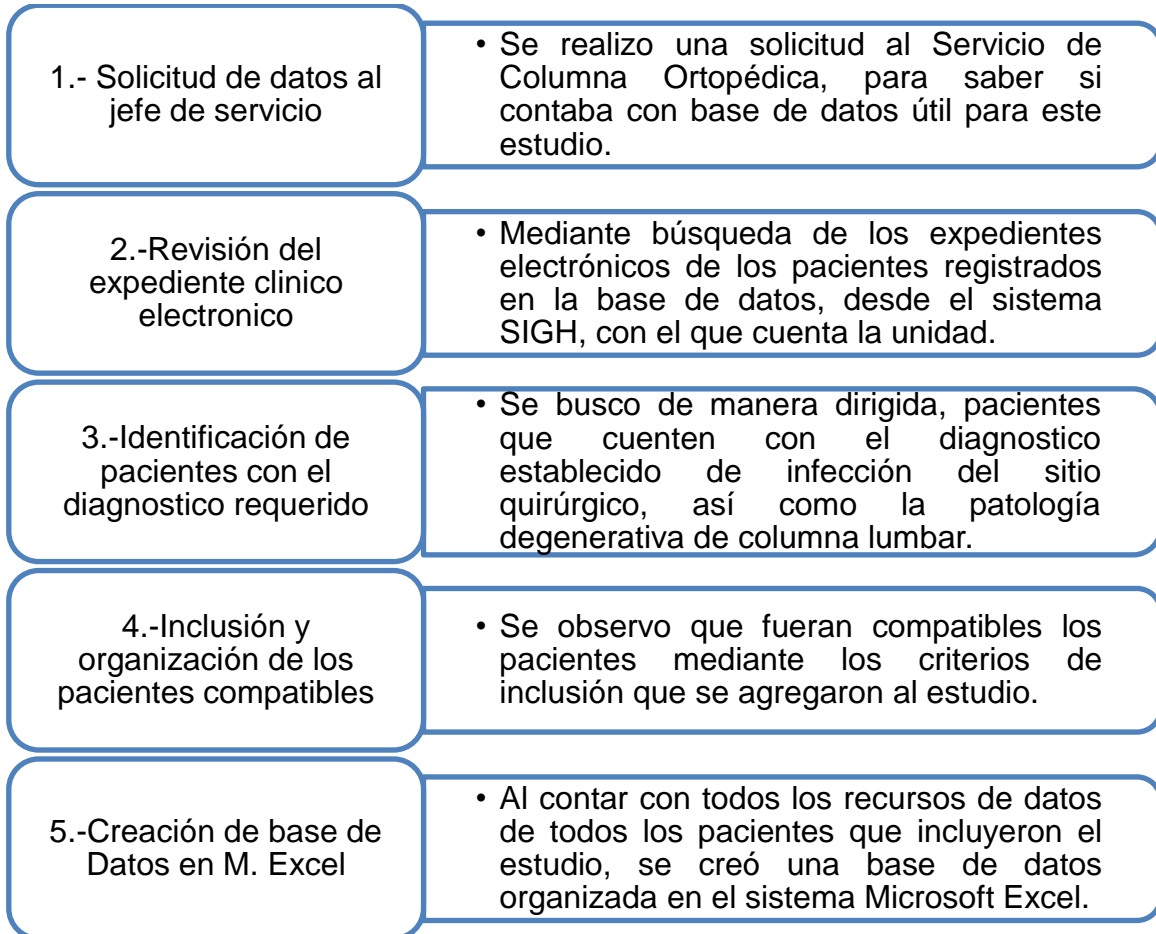 1.- Solicitud de datos al
jefe de servicio
• Se realizo una solicitud al Servicio de
Columna Ortopédica, para saber si
contaba con base de datos útil para este
estudio.
2.-Revisión del
expediente clinico
electronico
• Mediante búsqueda de los expedientes
electrónicos de los pacientes registrados
en la base de datos, desde el sistema
SIGH, con el que cuenta la unidad.
3.-Identificación de
pacientes con el
diagnostico requerido
• Se busco de manera dirigida, pacientes
que cuenten con el diagnostico
establecido de infección del sitio
quirúrgico, así como la patología
degenerativa de columna lumbar.
4.-Inclusión y
organización de los
pacientes compatibles
• Se observo que fueran compatibles los
pacientes mediante los criterios de
inclusión que se agregaron al estudio.
5.-Creación de base de
Datos en M. Excel
• Al contar con todos los recursos de datos
de todos los pacientes que incluyeron el
estudio, se creó una base de datos
organizada en el sistema Microsoft Excel.